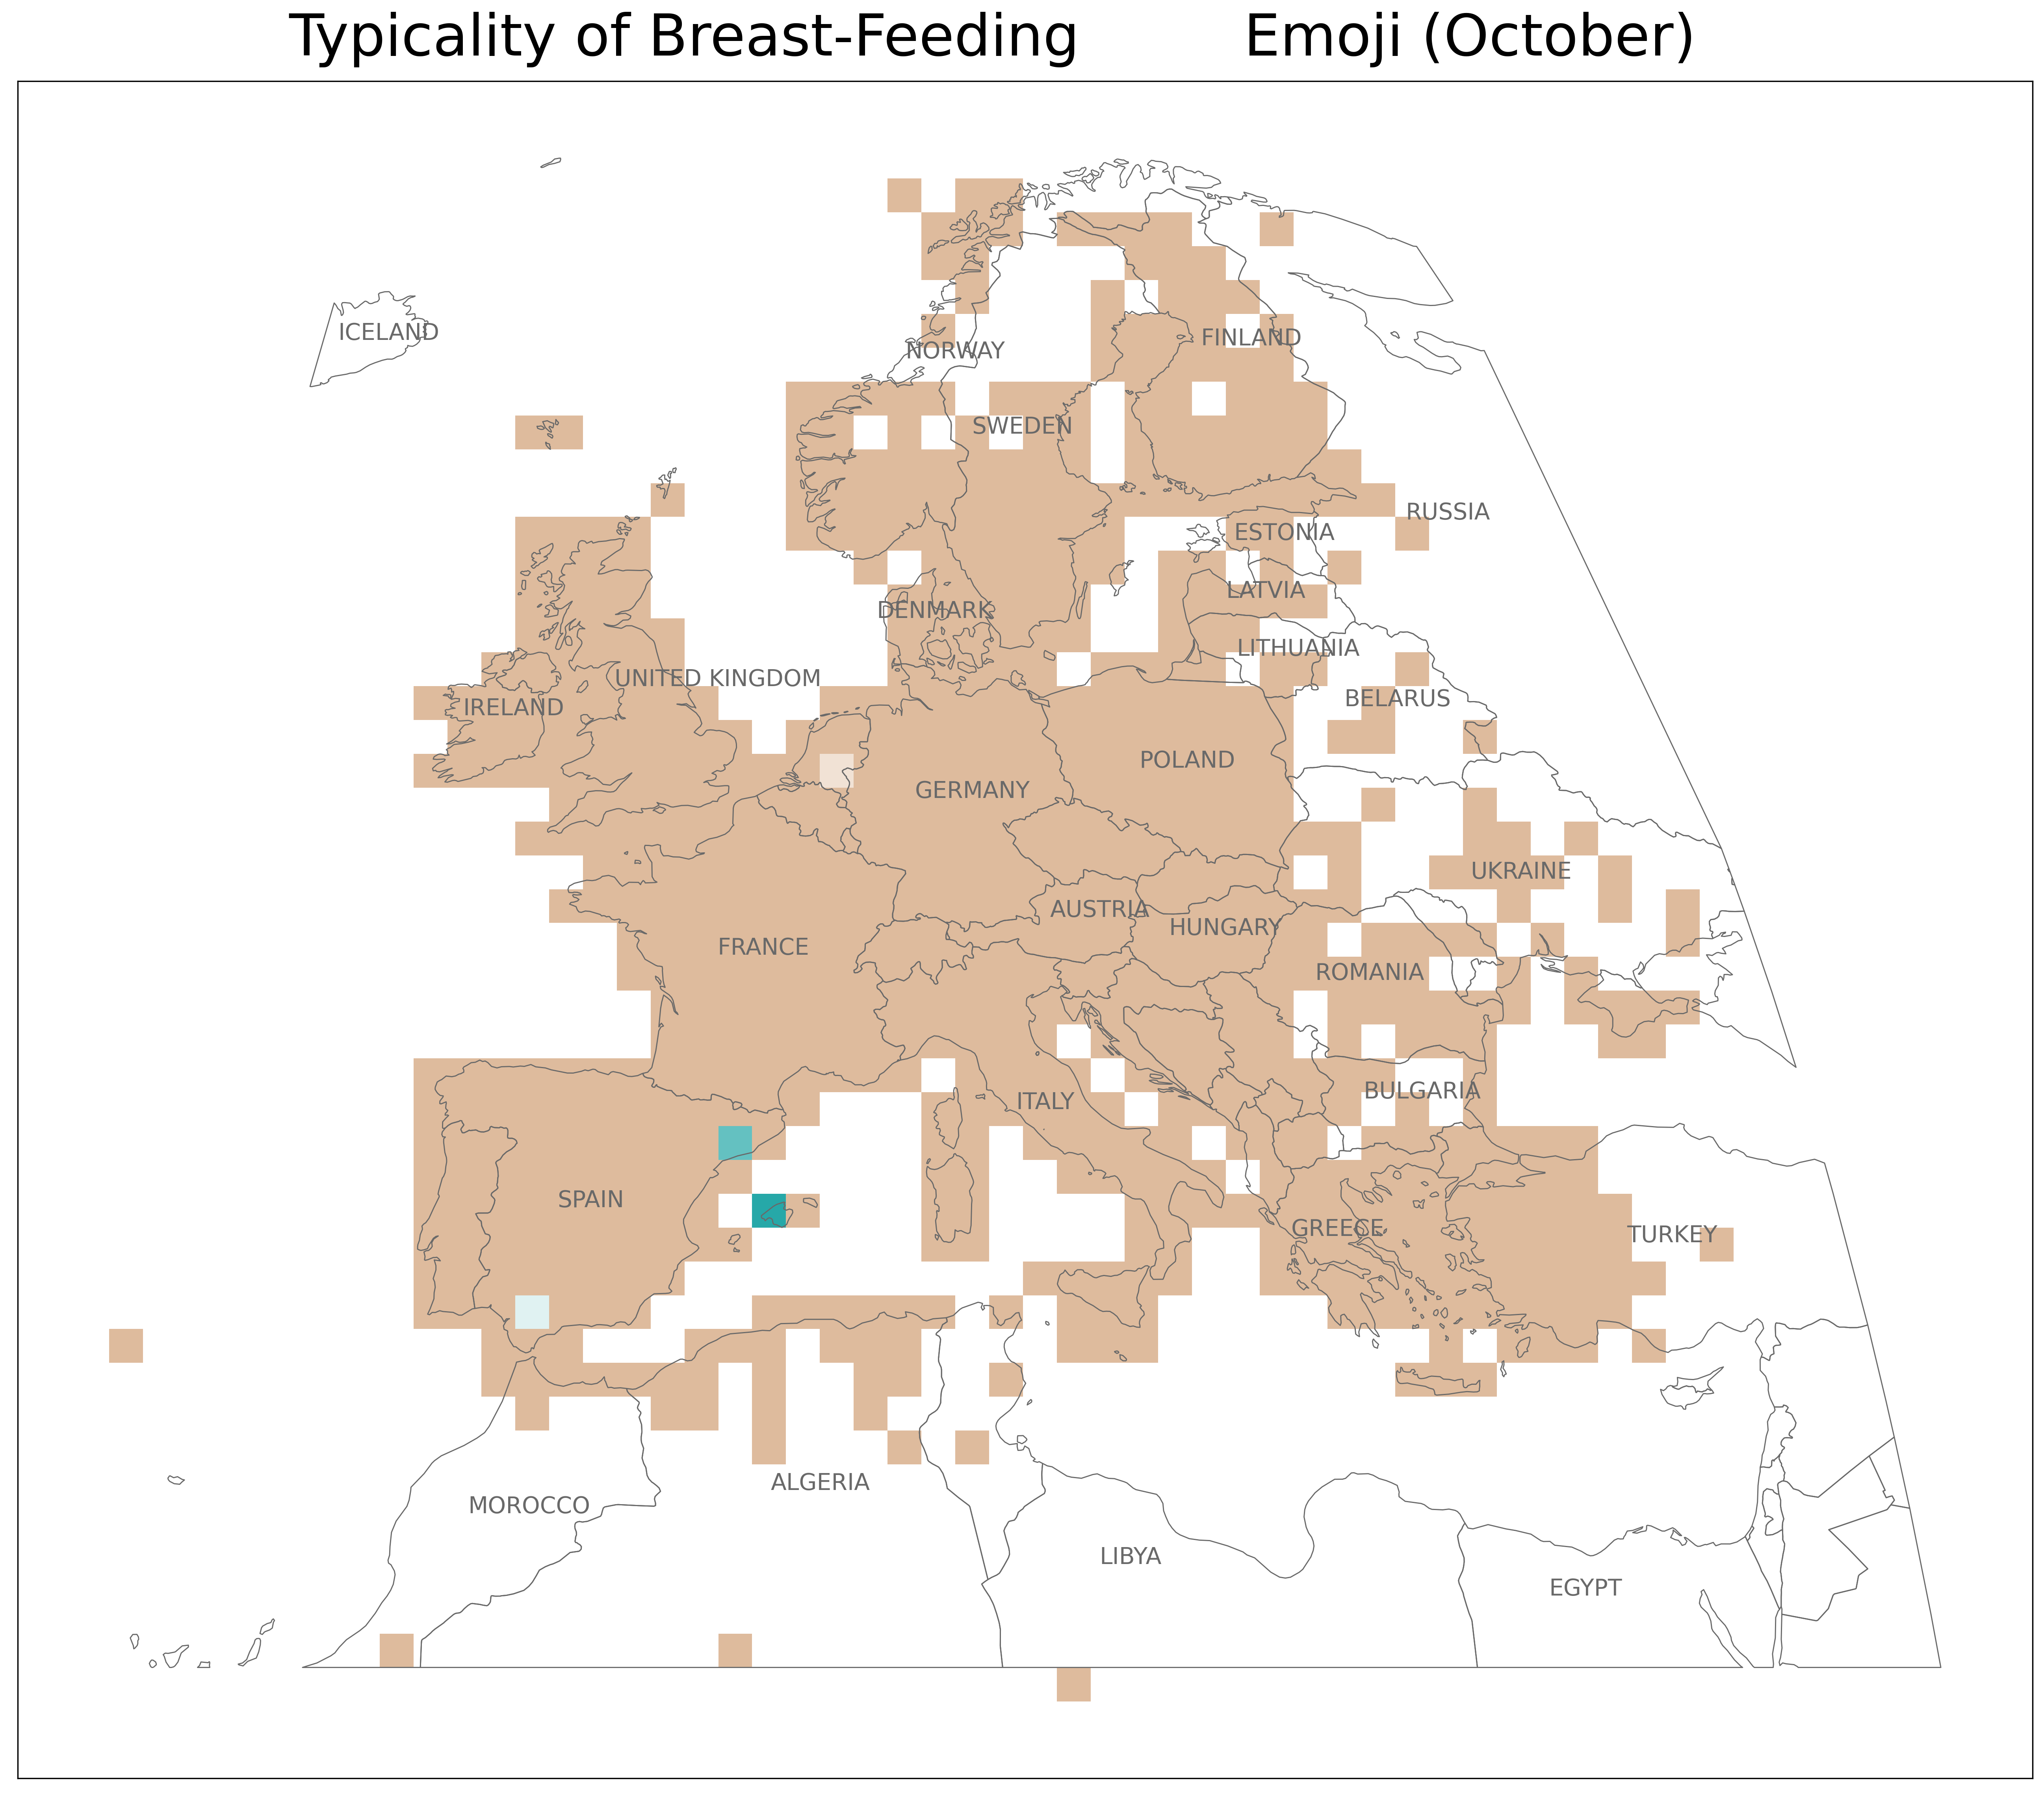 Typicality of Breast-Feeding Emoji (October)
ICELAND
FINLAND
NORWAY
SWEDEN
RUSSIA
ESTONIA
LATVIA
DENMARK
LITHUANIA
UNITED KINGDOM
BELARUS
IRELAND
POLAND
GERMANY
UKRAINE
AUSTRIA
HUNGARY
FRANCE
ROMANIA
BULGARIA
ITALY
SPAIN
GREECE
TURKEY
ALGERIA
MOROCCO
LIBYA
EGYPT